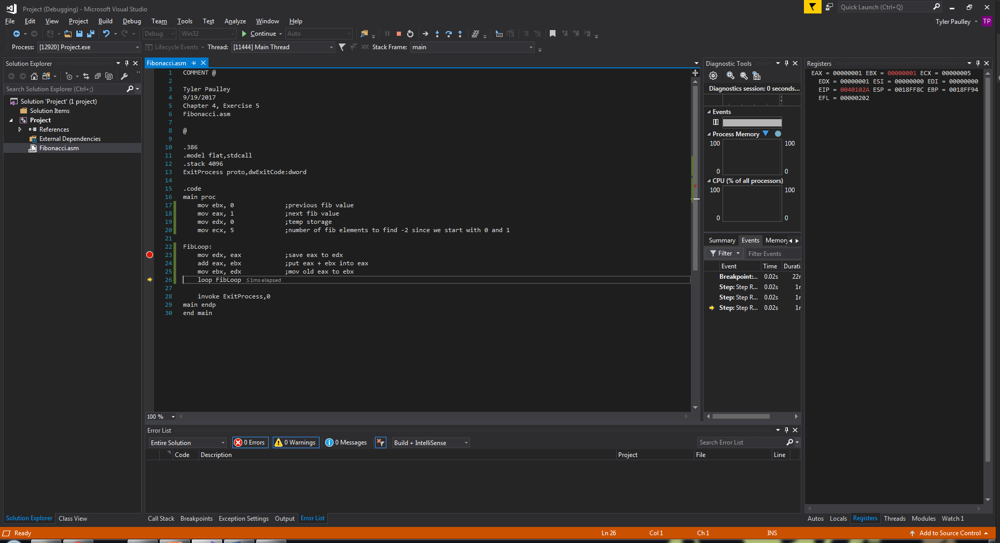 Project (Debugging) - Microsoft Visual Studio
Quick Launch (Ctrl+Q)
File Edit View Project Build Debug Team Tools Test Analyze Window Help
Tyler Paulley TP
Debug Win32 Continue Auto
Process: [12920] Project.exe Lifecycle Events Thread: [11444] Main Thread Stack Frame: main
Solution Explorer
Search Solution Explorer (Ctrl+;)
Solution 'Project' (1 project)
Solution Items
Project
References
External Dependencies
Fibonacci.asm
Solution Explorer Class View
Fibonacci.asm
1 COMMENT @
2
3 Tyler Paulley
4 9/19/2017
5 Chapter 4, Exercise 5
6 Fibonacci.asm
7
8 @
9
10 .386
11 .model flat,stdcall
12 .stack 4096
13 ExitProcess proto,dwExitCode:dword
14
15 .code
16 main proc
17 mov ebx, 0 ;previous fib value
18 mov eax, 1 ;next fib value
19 mov edx, 0 ;temp storage
20 mov ecx, 5 ;number of fib elements to find -2 since we start with 0 and 1
21
22 FibLoop:
23 mov edx, eax ;save eax to edx
24 add eax, ebx ;put eax + ebx into eax
25 mov ebx, edx ;mov old eax to ebx
26 loop FibLoop ≤1ms elapsed
27
28 invoke ExitProcess,0
29 main endp
30 end main
100 %
Diagnostic Tools
Diagnostics session: 0 seconds...
Events
Process Memory
100 100
0 0
CPU (% of all processors)
100 100
0 0
Summary Events Memory
Filter Filter Events
Event Time Durati
Breakpoint:... 0.02s 22r
Step: Step R... 0.02s 1r
Step: Step R... 0.02s 1r
Step: Step R... 0.02s 1r
Registers
EAX = 00000001 EBX = 00000001 ECX = 00000005
EDX = 00000001 ESI = 00000000 EDI = 00000000
EIP = 0040102A ESP = 0018FF8C EBP = 0018FF94
EFL = 00000202
Error List
Entire Solution 0 Errors 0 Warnings 0 Messages Build + IntelliSense Search Error List
Code Description Project File Line
Call Stack Breakpoints Exception Settings Output Error List
Autos Locals Registers Threads Modules Watch 1
Ready Ln 26 Col 1 Ch 1 INS Add to Source Control